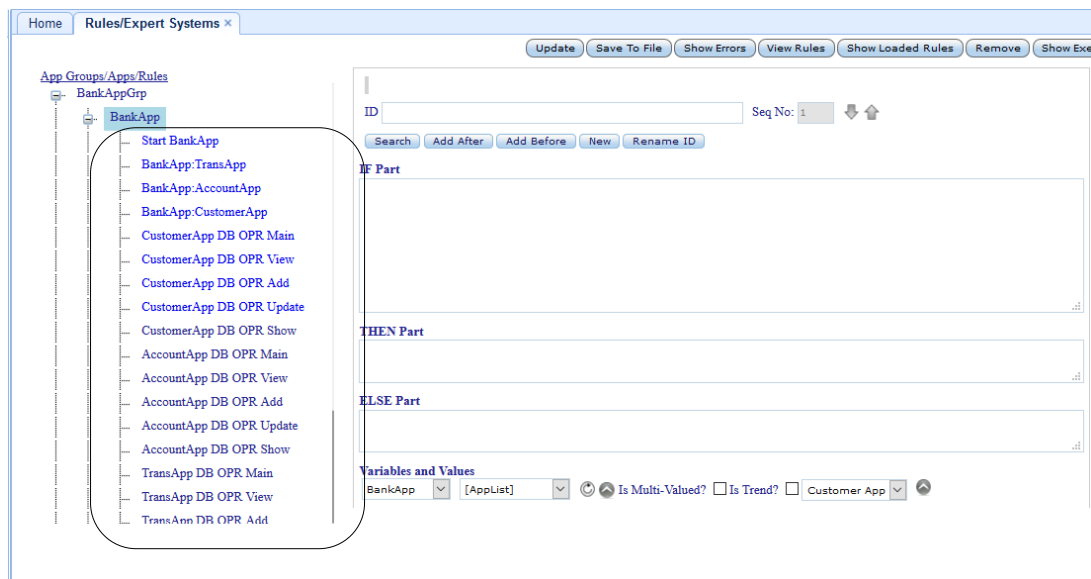 Home
Rules/Expert Systems ×
Update Save To File Show Errors View Rules Show Loaded Rules Remove Show Exe
App Groups/Apps/Rules
BankAppGrp
BankApp
Start BankApp
BankApp:TransApp
BankApp:AccountApp
BankApp:CustomerApp
CustomerApp DB OPR Main
CustomerApp DB OPR View
CustomerApp DB OPR Add
CustomerApp DB OPR Update
CustomerApp DB OPR Show
AccountApp DB OPR Main
AccountApp DB OPR View
AccountApp DB OPR Add
AccountApp DB OPR Update
AccountApp DB OPR Show
TransApp DB OPR Main
TransApp DB OPR View
TransApp DB OPR Add
ID
Seq No: 1
Search Add After Add Before New Rename ID
IF Part
THEN Part
ELSE Part
Variables and Values
BankApp [AppList] Is Multi-Valued? Is Trend? Customer App